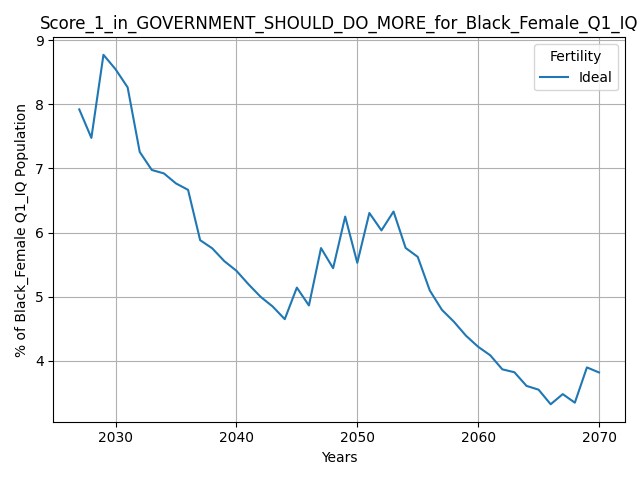 Score_1_in_GOVERNMENT_SHOULD_DO_MORE_for_Black_Female_Q1_IQ
Fertility
Ideal
9
8
7
6
5
4
% of Black_Female Q1_IQ Population
2030
2040
2050
2060
2070
Years